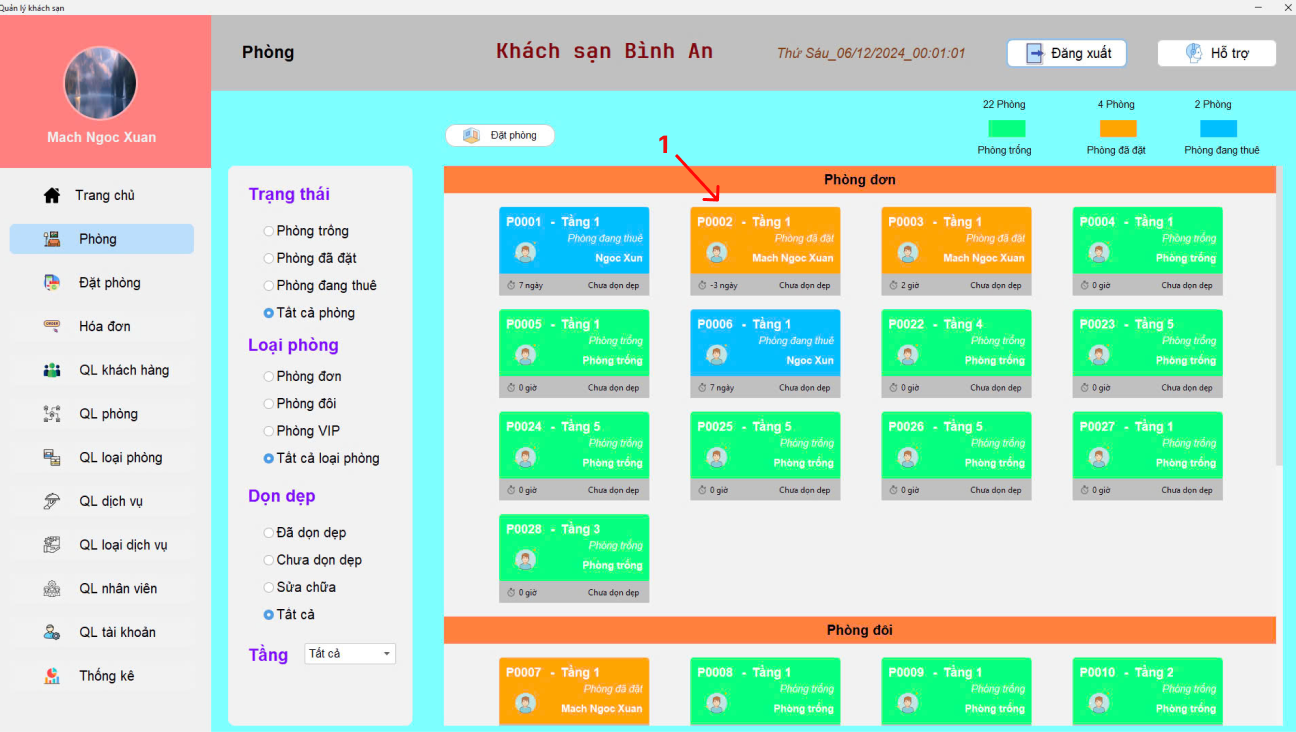 Quản lý khách sạn
Phòng
Khách sạn Bình An
Thứ Sáu_06/12/2024_00:01:01
Đăng xuất
Hỗ trợ
Mach Ngoc Xuan
Trang chủ
Phòng
Đặt phòng
Hóa đơn
QL khách hàng
QL phòng
QL loại phòng
QL dịch vụ
QL loại dịch vụ
QL nhân viên
QL tài khoản
Thống kê
Đặt phòng
22 Phòng
4 Phòng
2 Phòng
Phòng trống
Phòng đã đặt
Phòng đang thuê
1
Trạng thái
Phòng trống
Phòng đã đặt
Phòng đang thuê
Tất cả phòng
Loại phòng
Phòng đơn
Phòng đôi
Phòng VIP
Tất cả loại phòng
Dọn dẹp
Đã dọn dẹp
Chưa dọn dẹp
Sửa chữa
Tất cả
Tầng
Tất cả
Phòng đơn
P0001 - Tầng 1
Phòng đang thuê
Ngoc Xun
7 ngày Chưa dọn dẹp
P0002 - Tầng 1
Phòng đã đặt
Mach Ngoc Xuan
-3 ngày Chưa dọn dẹp
P0003 - Tầng 1
Phòng đã đặt
Mach Ngoc Xuan
2 giờ Chưa dọn dẹp
P0004 - Tầng 1
Phòng trống
Phòng trống
0 giờ Chưa dọn dẹp
P0005 - Tầng 1
Phòng trống
Phòng trống
0 giờ Chưa dọn dẹp
P0006 - Tầng 1
Phòng đang thuê
Ngoc Xun
7 ngày Chưa dọn dẹp
P0022 - Tầng 4
Phòng trống
Phòng trống
0 giờ Chưa dọn dẹp
P0023 - Tầng 5
Phòng trống
Phòng trống
0 giờ Chưa dọn dẹp
P0024 - Tầng 5
Phòng trống
Phòng trống
0 giờ Chưa dọn dẹp
P0025 - Tầng 5
Phòng trống
Phòng trống
0 giờ Chưa dọn dẹp
P0026 - Tầng 5
Phòng trống
Phòng trống
0 giờ Chưa dọn dẹp
P0027 - Tầng 1
Phòng trống
Phòng trống
0 giờ Chưa dọn dẹp
P0028 - Tầng 3
Phòng trống
Phòng trống
0 giờ Chưa dọn dẹp
Phòng đôi
P0007 - Tầng 1
Phòng đã đặt
Mach Ngoc Xuan
P0008 - Tầng 1
Phòng trống
Phòng trống
P0009 - Tầng 1
Phòng trống
Phòng trống
P0010 - Tầng 2
Phòng trống
Phòng trống